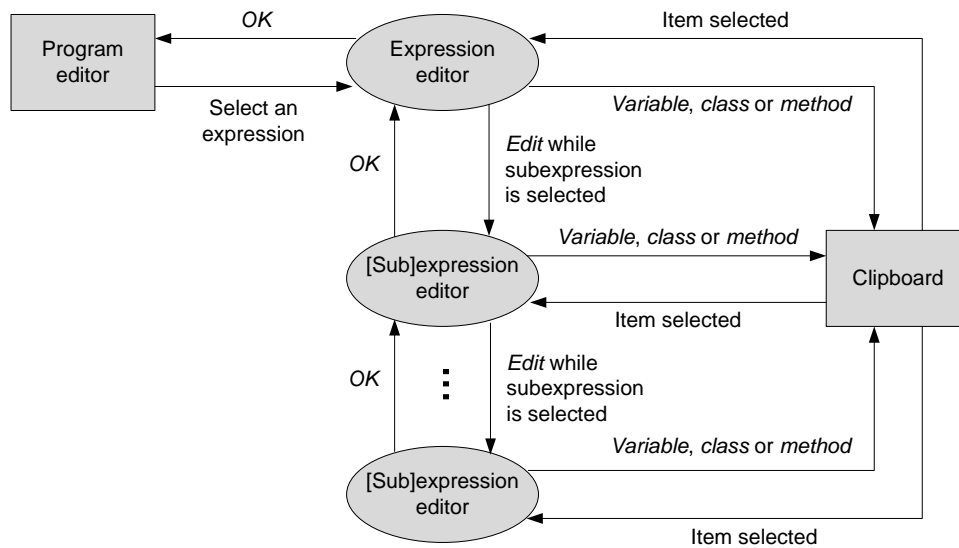 OK
Item selected
Program
editor
Expression
editor
Select an
expression
Variable, class or method
OK
Edit while
subexpression
is selected
Variable, class or method
[Sub]expression
editor
Clipboard
Item selected
OK
Edit while
subexpression
is selected
Variable, class or method
[Sub]expression
editor
Item selected